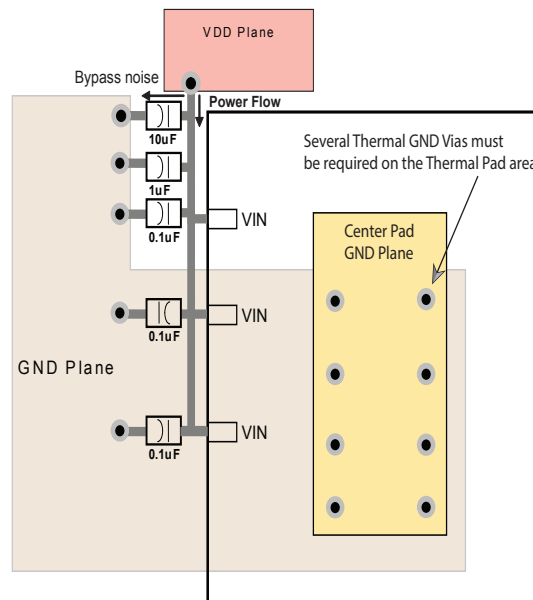 VDD Plane
Bypass noise
Power Flow
10uF
Several Thermal GND Vias must
be required on the Thermal Pad area
1uF
0.1uF
VIN
Center Pad
GND Plane
VIN
0.1uF
GND Plane
VIN
0.1uF